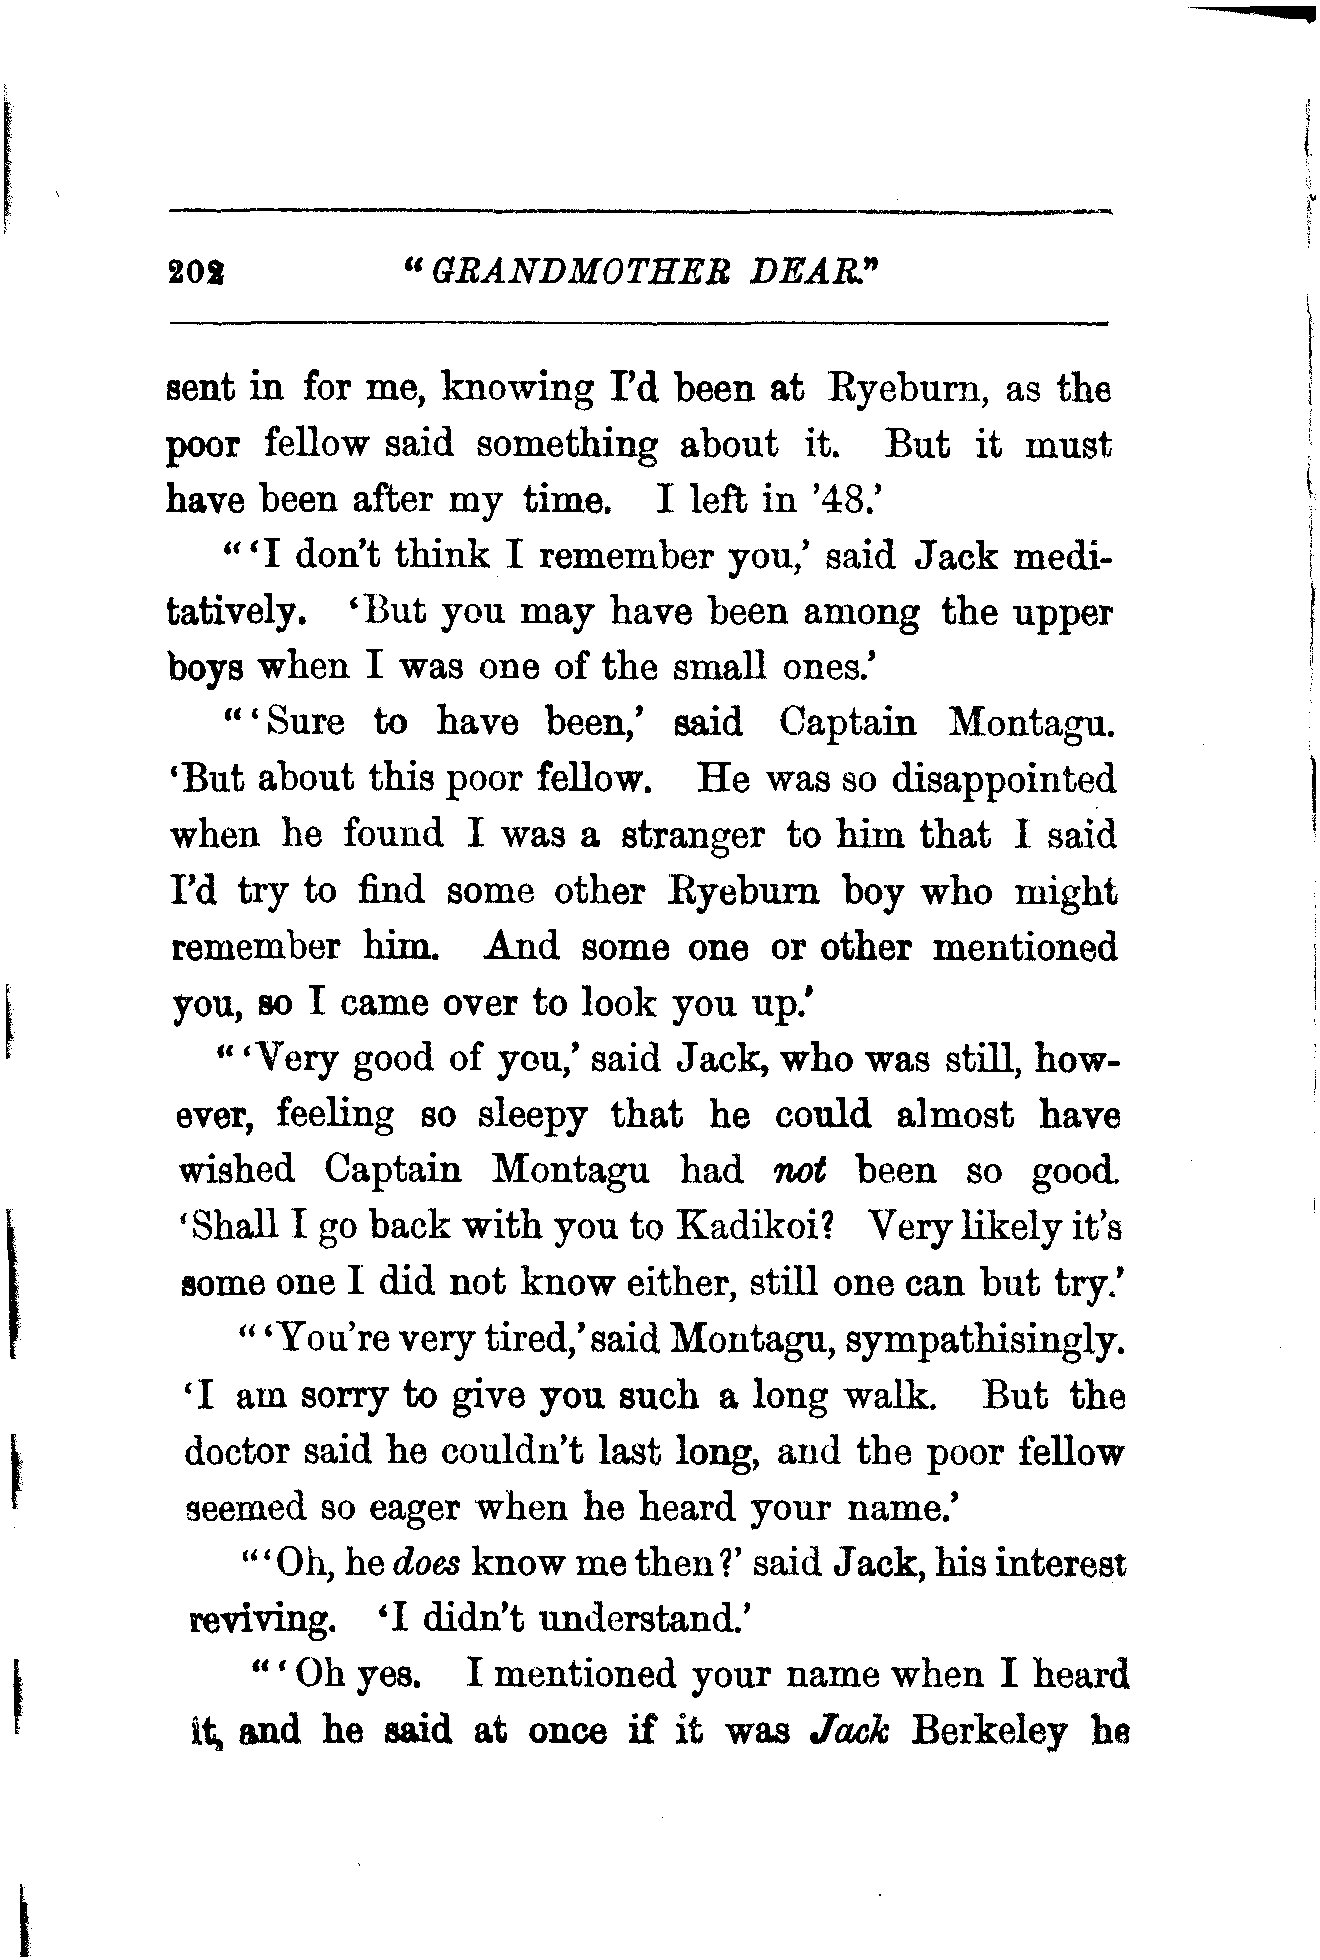 202 "GRANDMOTHER DEAR."
sent in for me, knowing I'd been at Ryeburn, as the
poor fellow said something about it. But it must
have been after my time. I left in '48.'
"'I don't think I remember you,' said Jack medi-
tatively. 'But you may have been among the upper
boys when I was one of the small ones.'
"'Sure to have been,' said Captain Montagu.
'But about this poor fellow. He was so disappointed
when he found I was a stranger to him that I said
I'd try to find some other Ryeburn boy who might
remember him. And some one or other mentioned
you, so I came over to look you up.'
"'Very good of you,' said Jack, who was still, how-
ever, feeling so sleepy that he could almost have
wished Captain Montagu had not been so good.
'Shall I go back with you to Kadikoi? Very likely it's
some one I did not know either, still one can but try.'
"'You're very tired,' said Montagu, sympathisingly.
'I am sorry to give you such a long walk. But the
doctor said he couldn't last long, and the poor fellow
seemed so eager when he heard your name.'
"'Oh, he does know me then?' said Jack, his interest
reviving. 'I didn't understand.'
"'Oh yes. I mentioned your name when I heard
it, and he said at once if it was Jack Berkeley he